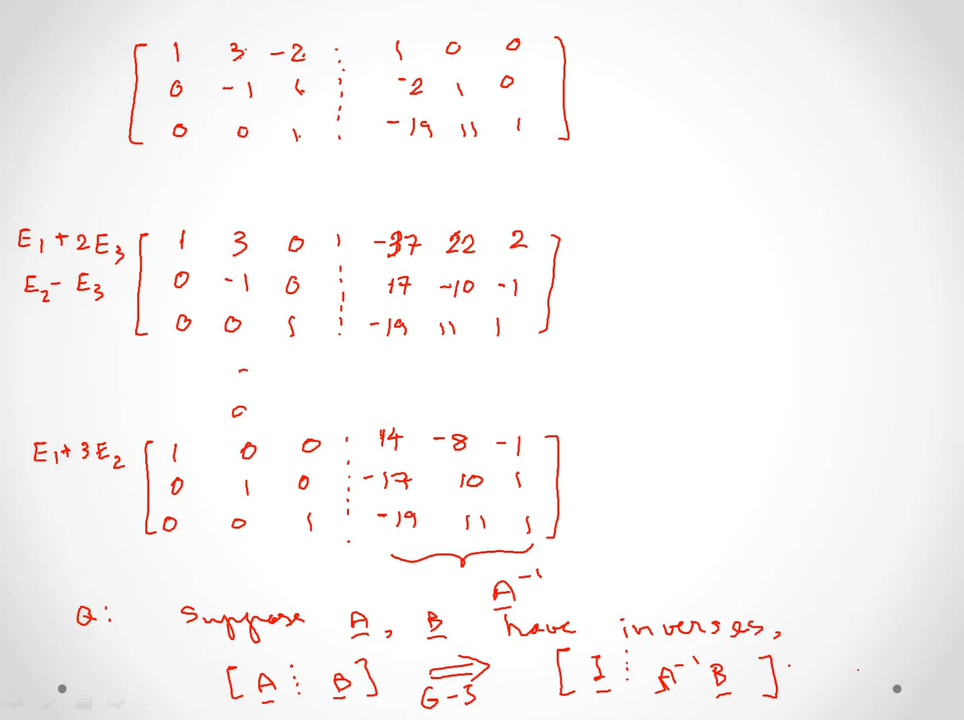 1 3 -2 ⋮ 1 0 0
0 -1 1 ⋮ -2 1 0
0 0 1 ⋮ -19 11 1
E₁ + 2E₃ 1 3 0 ⋮ -37 22 2
E₂ - E₃ 0 -1 0 ⋮ 17 -10 -1
0 0 1 ⋮ -19 11 1
E₁ + 3E₂ 1 0 0 ⋮ 14 -8 -1
0 1 0 ⋮ -17 10 1
0 0 1 ⋮ -19 11 1
A⁻¹
Q: Suppose A, B have inverses,
[A ⋮ B] ⟹ [I ⋮ A⁻¹B].
G-J